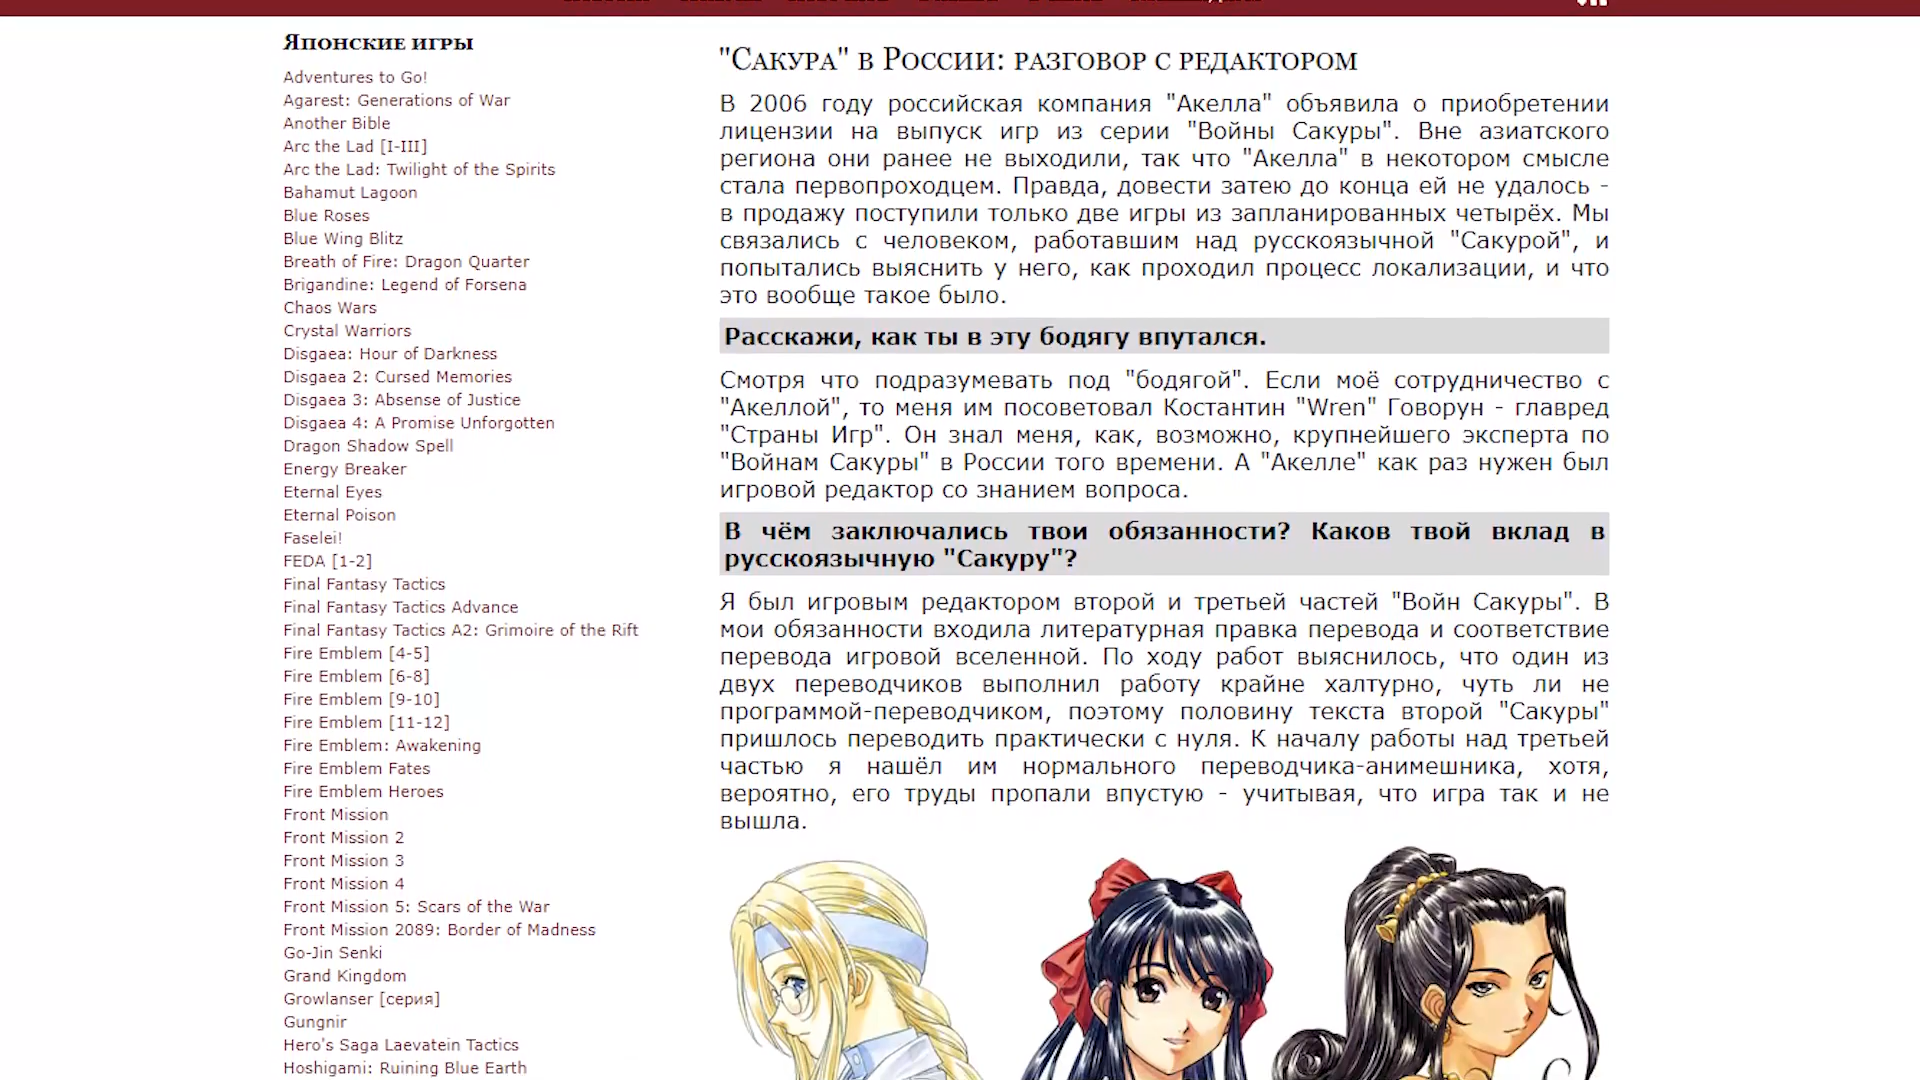 Японские игры
Adventures to Go!
Agarest: Generations of War
Another Bible
Arc the Lad [I-III]
Arc the Lad: Twilight of the Spirits
Bahamut Lagoon
Blue Roses
Blue Wing Blitz
Breath of Fire: Dragon Quarter
Brigandine: Legend of Forsena
Chaos Wars
Crystal Warriors
Disgaea: Hour of Darkness
Disgaea 2: Cursed Memories
Disgaea 3: Absense of Justice
Disgaea 4: A Promise Unforgotten
Dragon Shadow Spell
Energy Breaker
Eternal Eyes
Eternal Poison
Faselei!
FEDA [1-2]
Final Fantasy Tactics
Final Fantasy Tactics Advance
Final Fantasy Tactics A2: Grimoire of the Rift
Fire Emblem [4-5]
Fire Emblem [6-8]
Fire Emblem [9-10]
Fire Emblem [11-12]
Fire Emblem: Awakening
Fire Emblem Fates
Fire Emblem Heroes
Front Mission
Front Mission 2
Front Mission 3
Front Mission 4
Front Mission 5: Scars of the War
Front Mission 2089: Border of Madness
Go-Jin Senki
Grand Kingdom
Growlanser [серия]
Gungnir
Hero's Saga Laevatein Tactics
Hoshigami: Ruining Blue Earth
"Сакура" в России: разговор с редактором
В 2006 году российская компания "Акелла" объявила о приобретении
лицензии на выпуск игр из серии "Войны Сакуры". Вне азиатского
региона они ранее не выходили, так что "Акелла" в некотором смысле
стала первопроходцем. Правда, довести затею до конца ей не удалось -
в продажу поступили только две игры из запланированных четырёх. Мы
связались с человеком, работавшим над русскоязычной "Сакурой", и
попытались выяснить у него, как проходил процесс локализации, и что
это вообще такое было.
Расскажи, как ты в эту бодягу впутался.
Смотря что подразумевать под "бодягой". Если моё сотрудничество с
"Акеллой", то меня им посоветовал Костантин "Wren" Говорун - главред
"Страны Игр". Он знал меня, как, возможно, крупнейшего эксперта по
"Войнам Сакуры" в России того времени. А "Акелле" как раз нужен был
игровой редактор со знанием вопроса.
В чём заключались твои обязанности? Каков твой вклад в
русскоязычную "Сакуру"?
Я был игровым редактором второй и третьей частей "Войн Сакуры". В
мои обязанности входила литературная правка перевода и соответствие
перевода игровой вселенной. По ходу работ выяснилось, что один из
двух переводчиков выполнил работу крайне халтурно, чуть ли не
программой-переводчиком, поэтому половину текста второй "Сакуры"
пришлось переводить практически с нуля. К началу работы над третьей
частью я нашёл им нормального переводчика-анимешника, хотя,
вероятно, его труды пропали впустую - учитывая, что игра так и не
вышла.